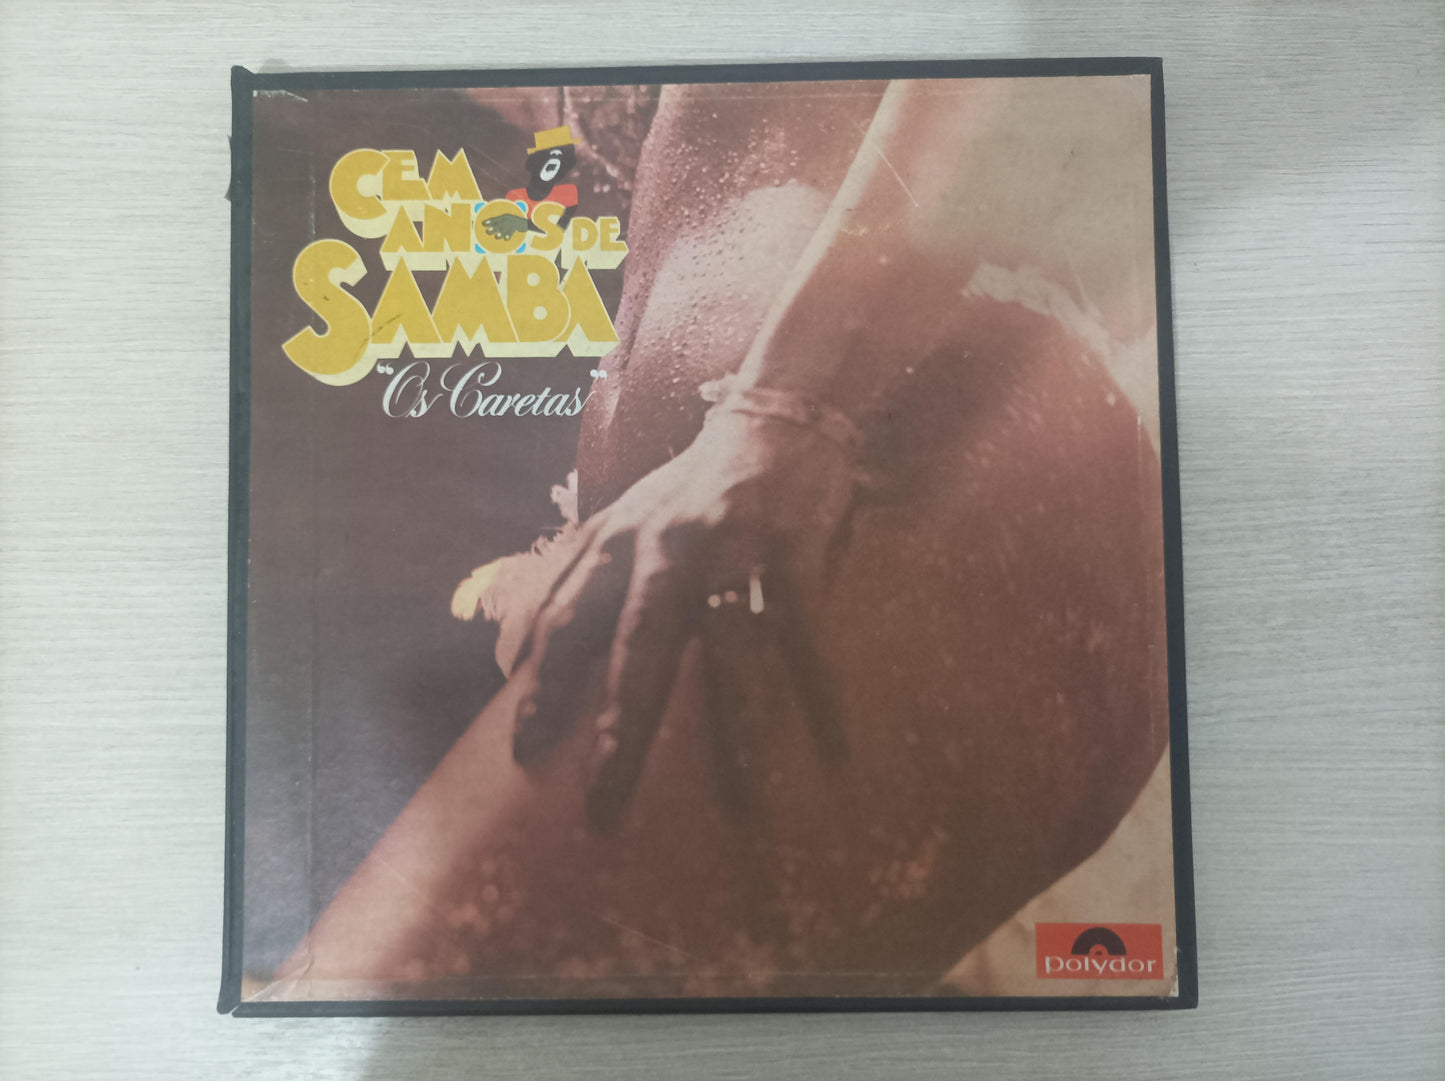 CEM
ANOS DE
SAMBA
"Os Caretas"
polydor